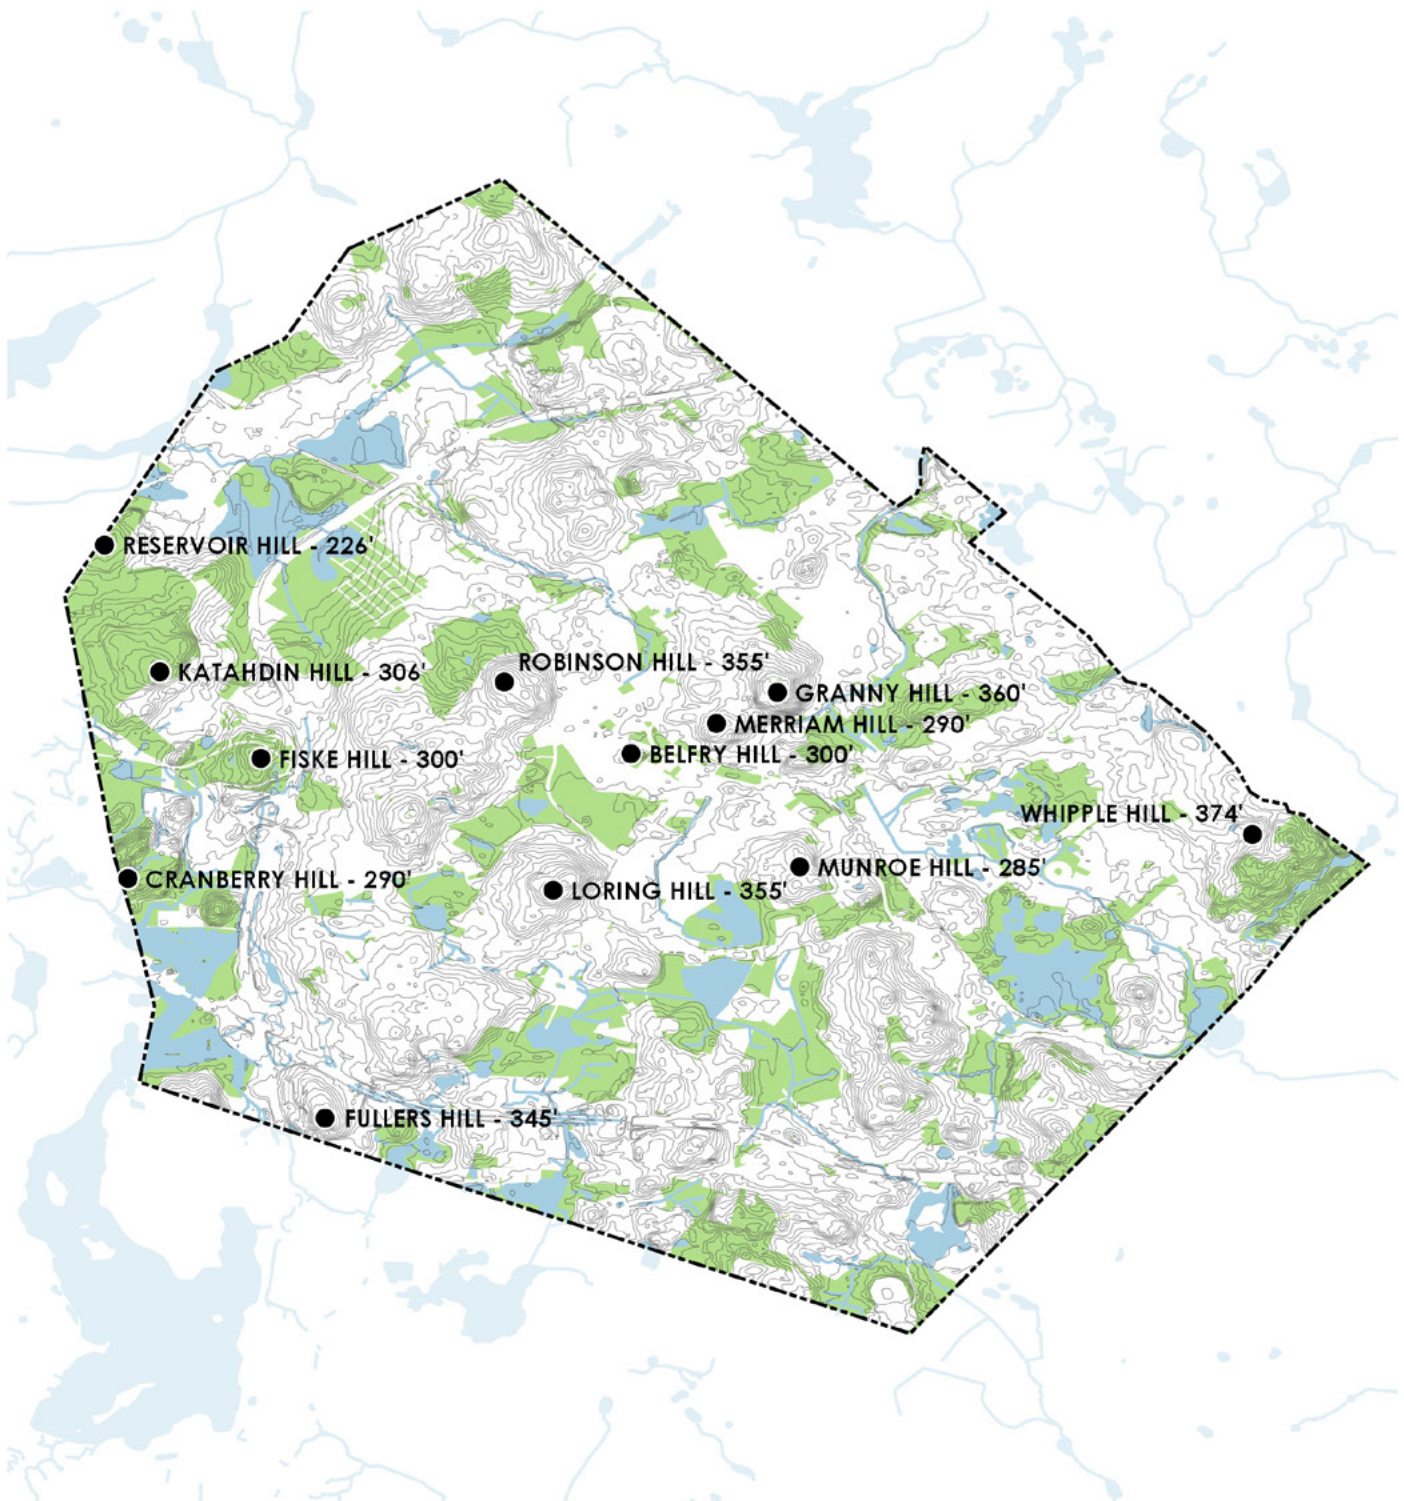 RESERVOIR HILL - 226'
ROBINSON HILL - 355'
KATAHDIN HILL - 306'
GRANNY HILL - 360'
MERRIAM HILL - 290'
BELFRY HILL - 300'
FISKE HILL - 300'
WHIPPLE HILL - 374'
MUNROE HILL - 285'
CRANBERRY HILL - 290'
LORING HILL - 355'
FULLERS HILL - 345'